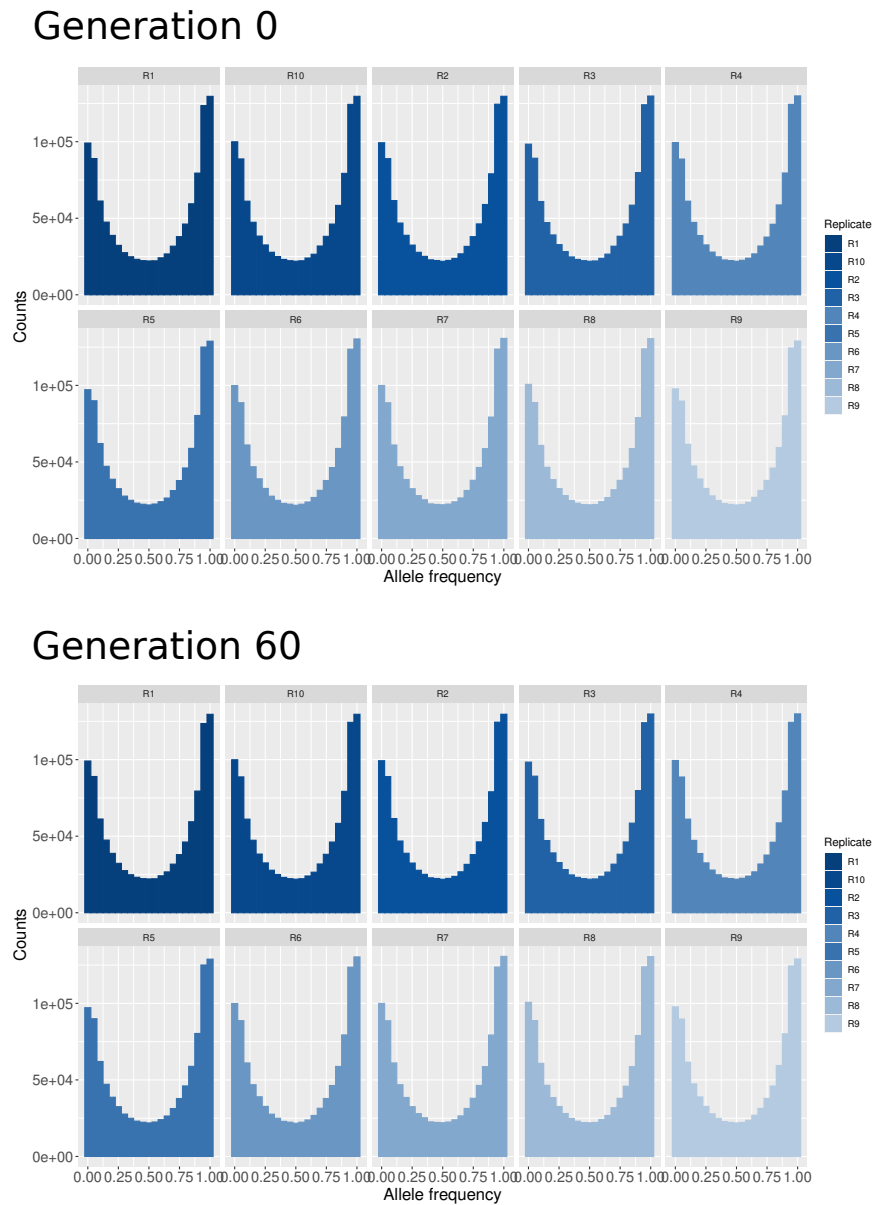 Generation 0
R1 R10 R2 R3 R4
1e+05
5e+04
0e+00
Counts
R5 R6 R7 R8 R9
1e+05
5e+04
0e+00
0.00 0.25 0.50 0.75 1.00 0.00 0.25 0.50 0.75 1.00 0.00 0.25 0.50 0.75 1.00 0.00 0.25 0.50 0.75 1.00 0.00 0.25 0.50 0.75 1.00
Allele frequency
Replicate
R1
R10
R2
R3
R4
R5
R6
R7
R8
R9
Generation 60
R1 R10 R2 R3 R4
1e+05
5e+04
0e+00
Counts
R5 R6 R7 R8 R9
1e+05
5e+04
0e+00
0.00 0.25 0.50 0.75 1.00 0.00 0.25 0.50 0.75 1.00 0.00 0.25 0.50 0.75 1.00 0.00 0.25 0.50 0.75 1.00 0.00 0.25 0.50 0.75 1.00
Allele frequency
Replicate
R1
R10
R2
R3
R4
R5
R6
R7
R8
R9